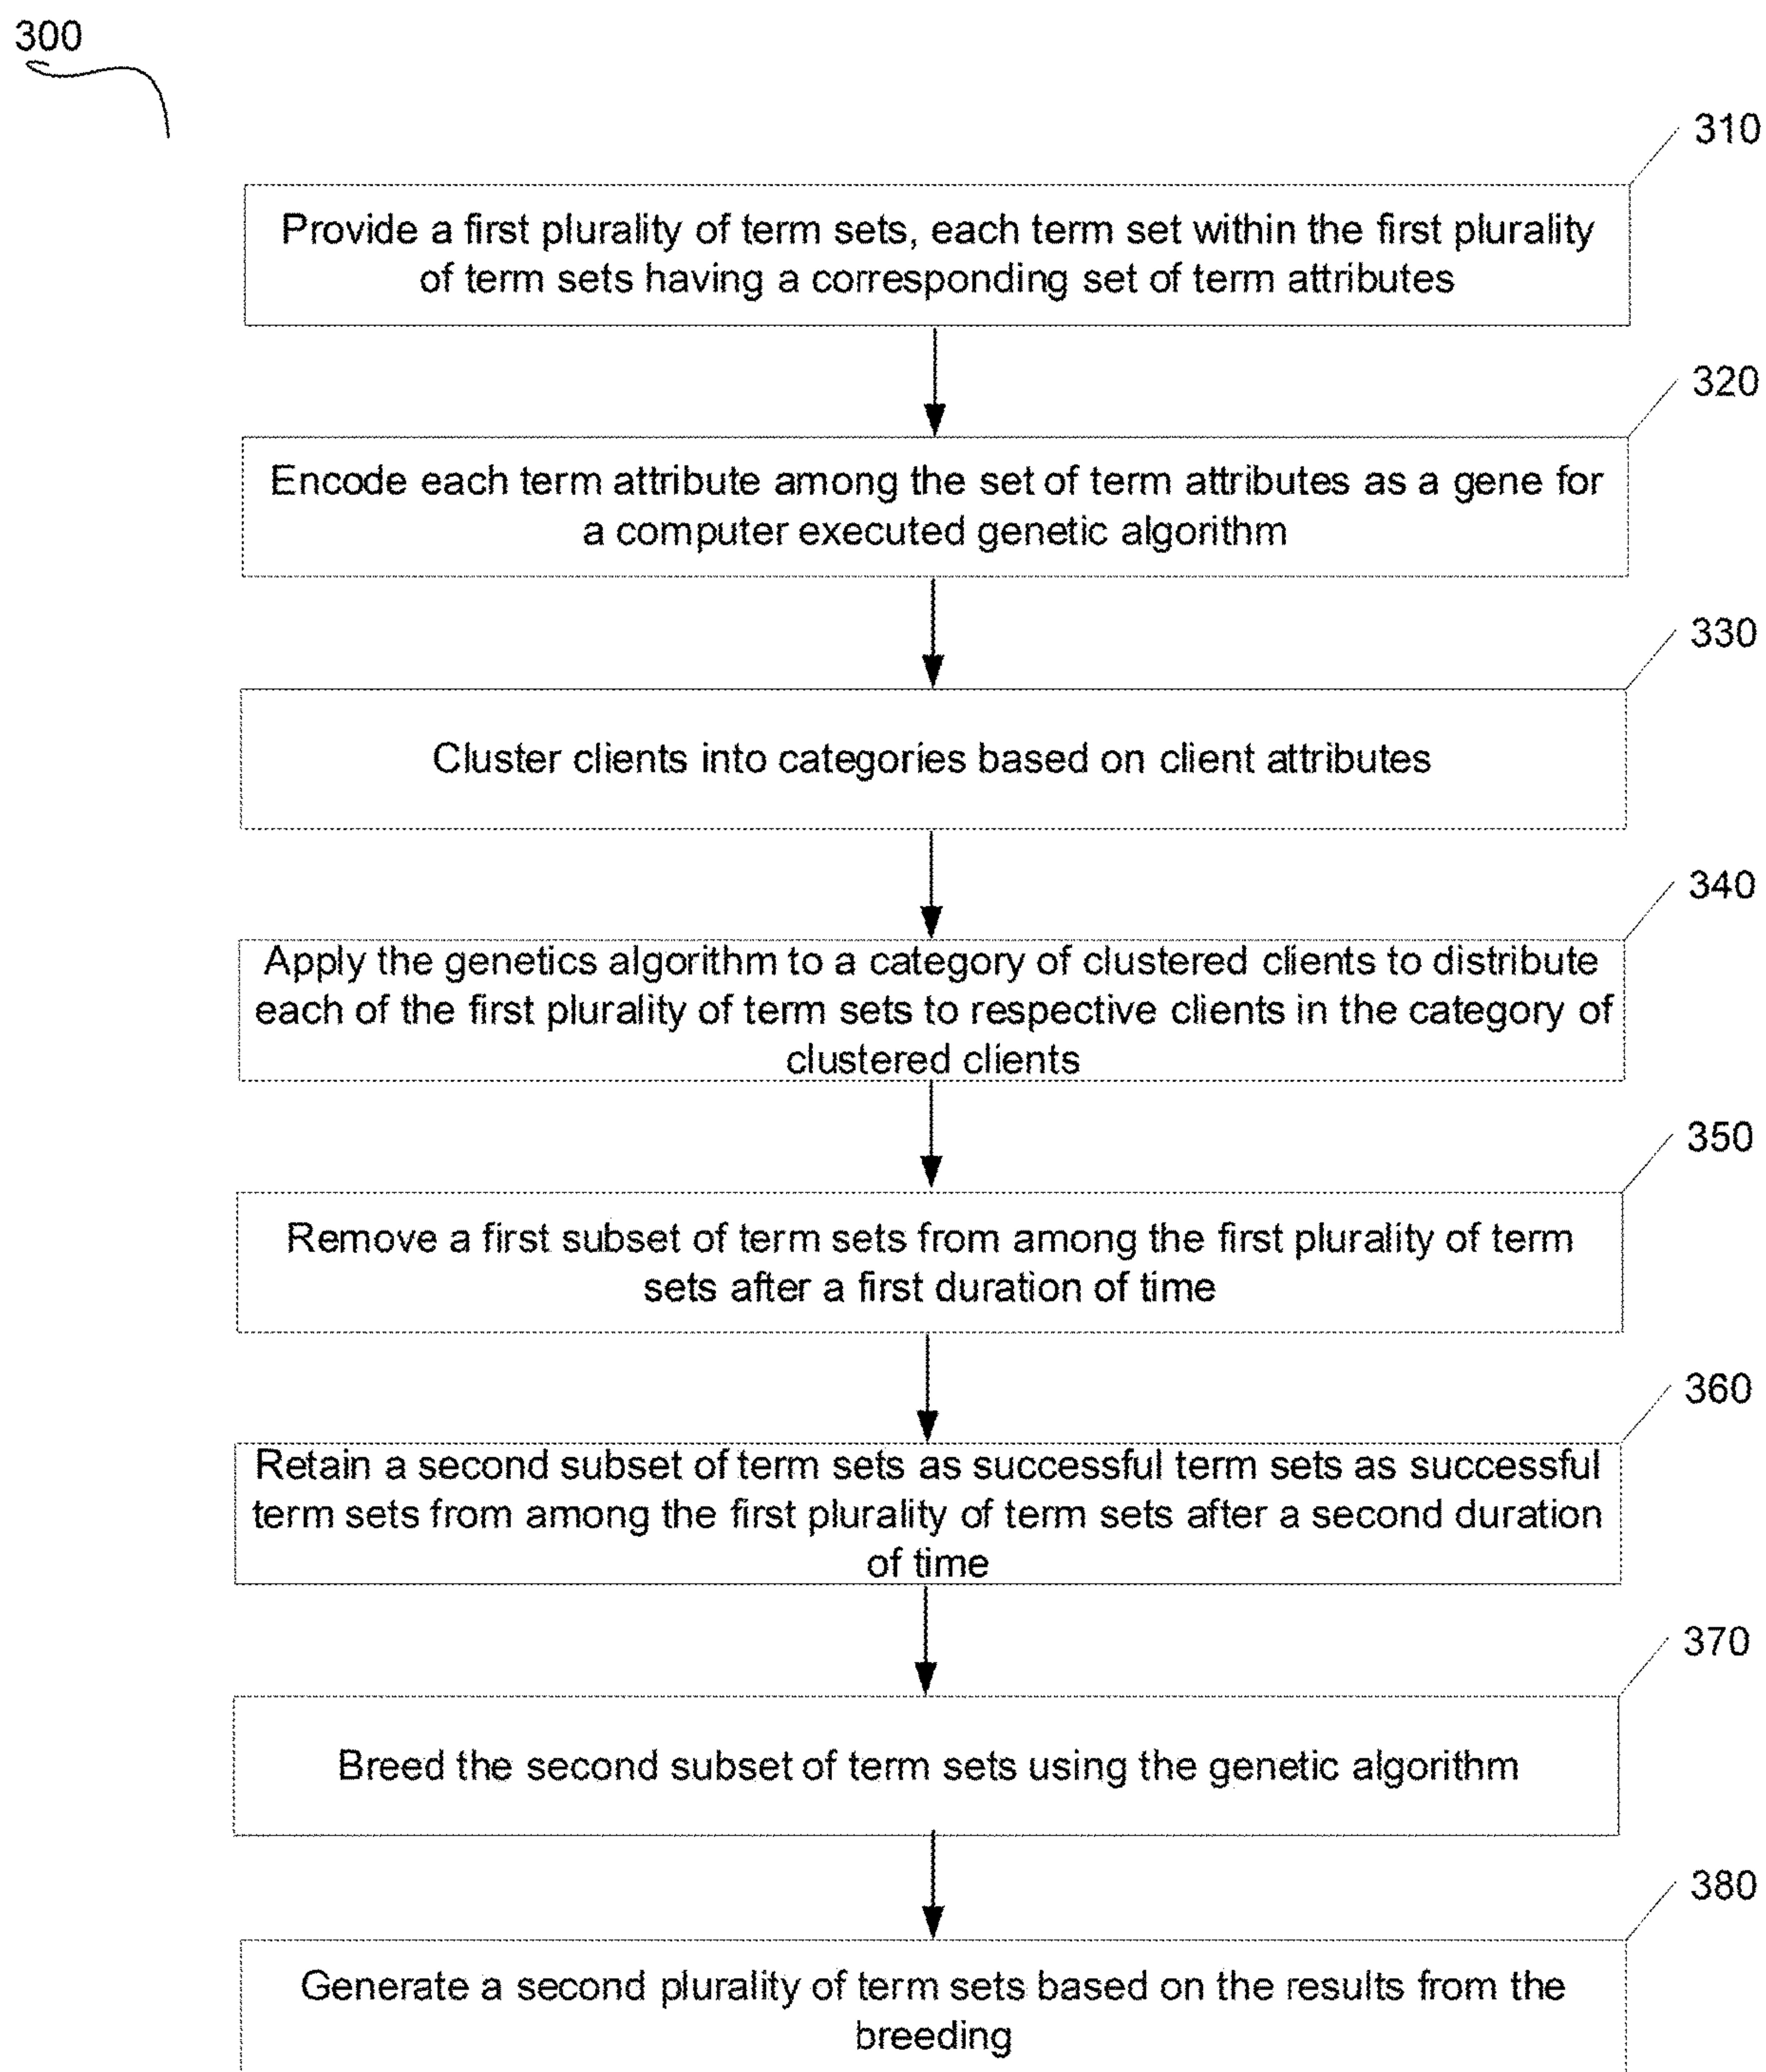 300
310
Provide a first plurality of term sets, each term set within the first plurality
of term sets having a corresponding set of term attributes
320
Encode each term attribute among the set of term attributes as a gene for
a computer executed genetic algorithm
330
Cluster clients into categories based on client attributes
340
Apply the genetics algorithm to a category of clustered clients to distribute
each of the first plurality of term sets to respective clients in the category of
clustered clients
350
Remove a first subset of term sets from among the first plurality of term
sets after a first duration of time
360
Retain a second subset of term sets as successful term sets as successful
term sets from among the first plurality of term sets after a second duration
of time
370
Breed the second subset of term sets using the genetic algorithm
380
Generate a second plurality of term sets based on the results from the
breeding